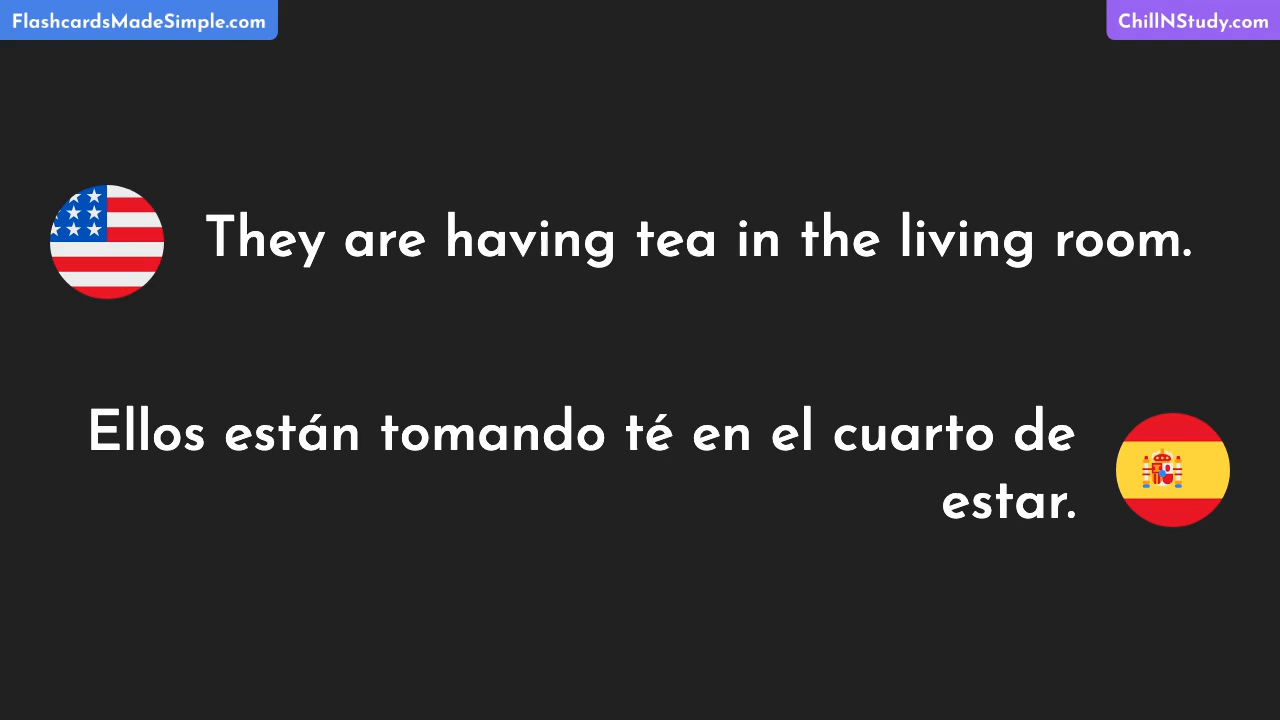 FlashcardsMadeSimple.com
ChillNStudy.com
They are having tea in the living room.
Ellos están tomando té en el cuarto de
estar.